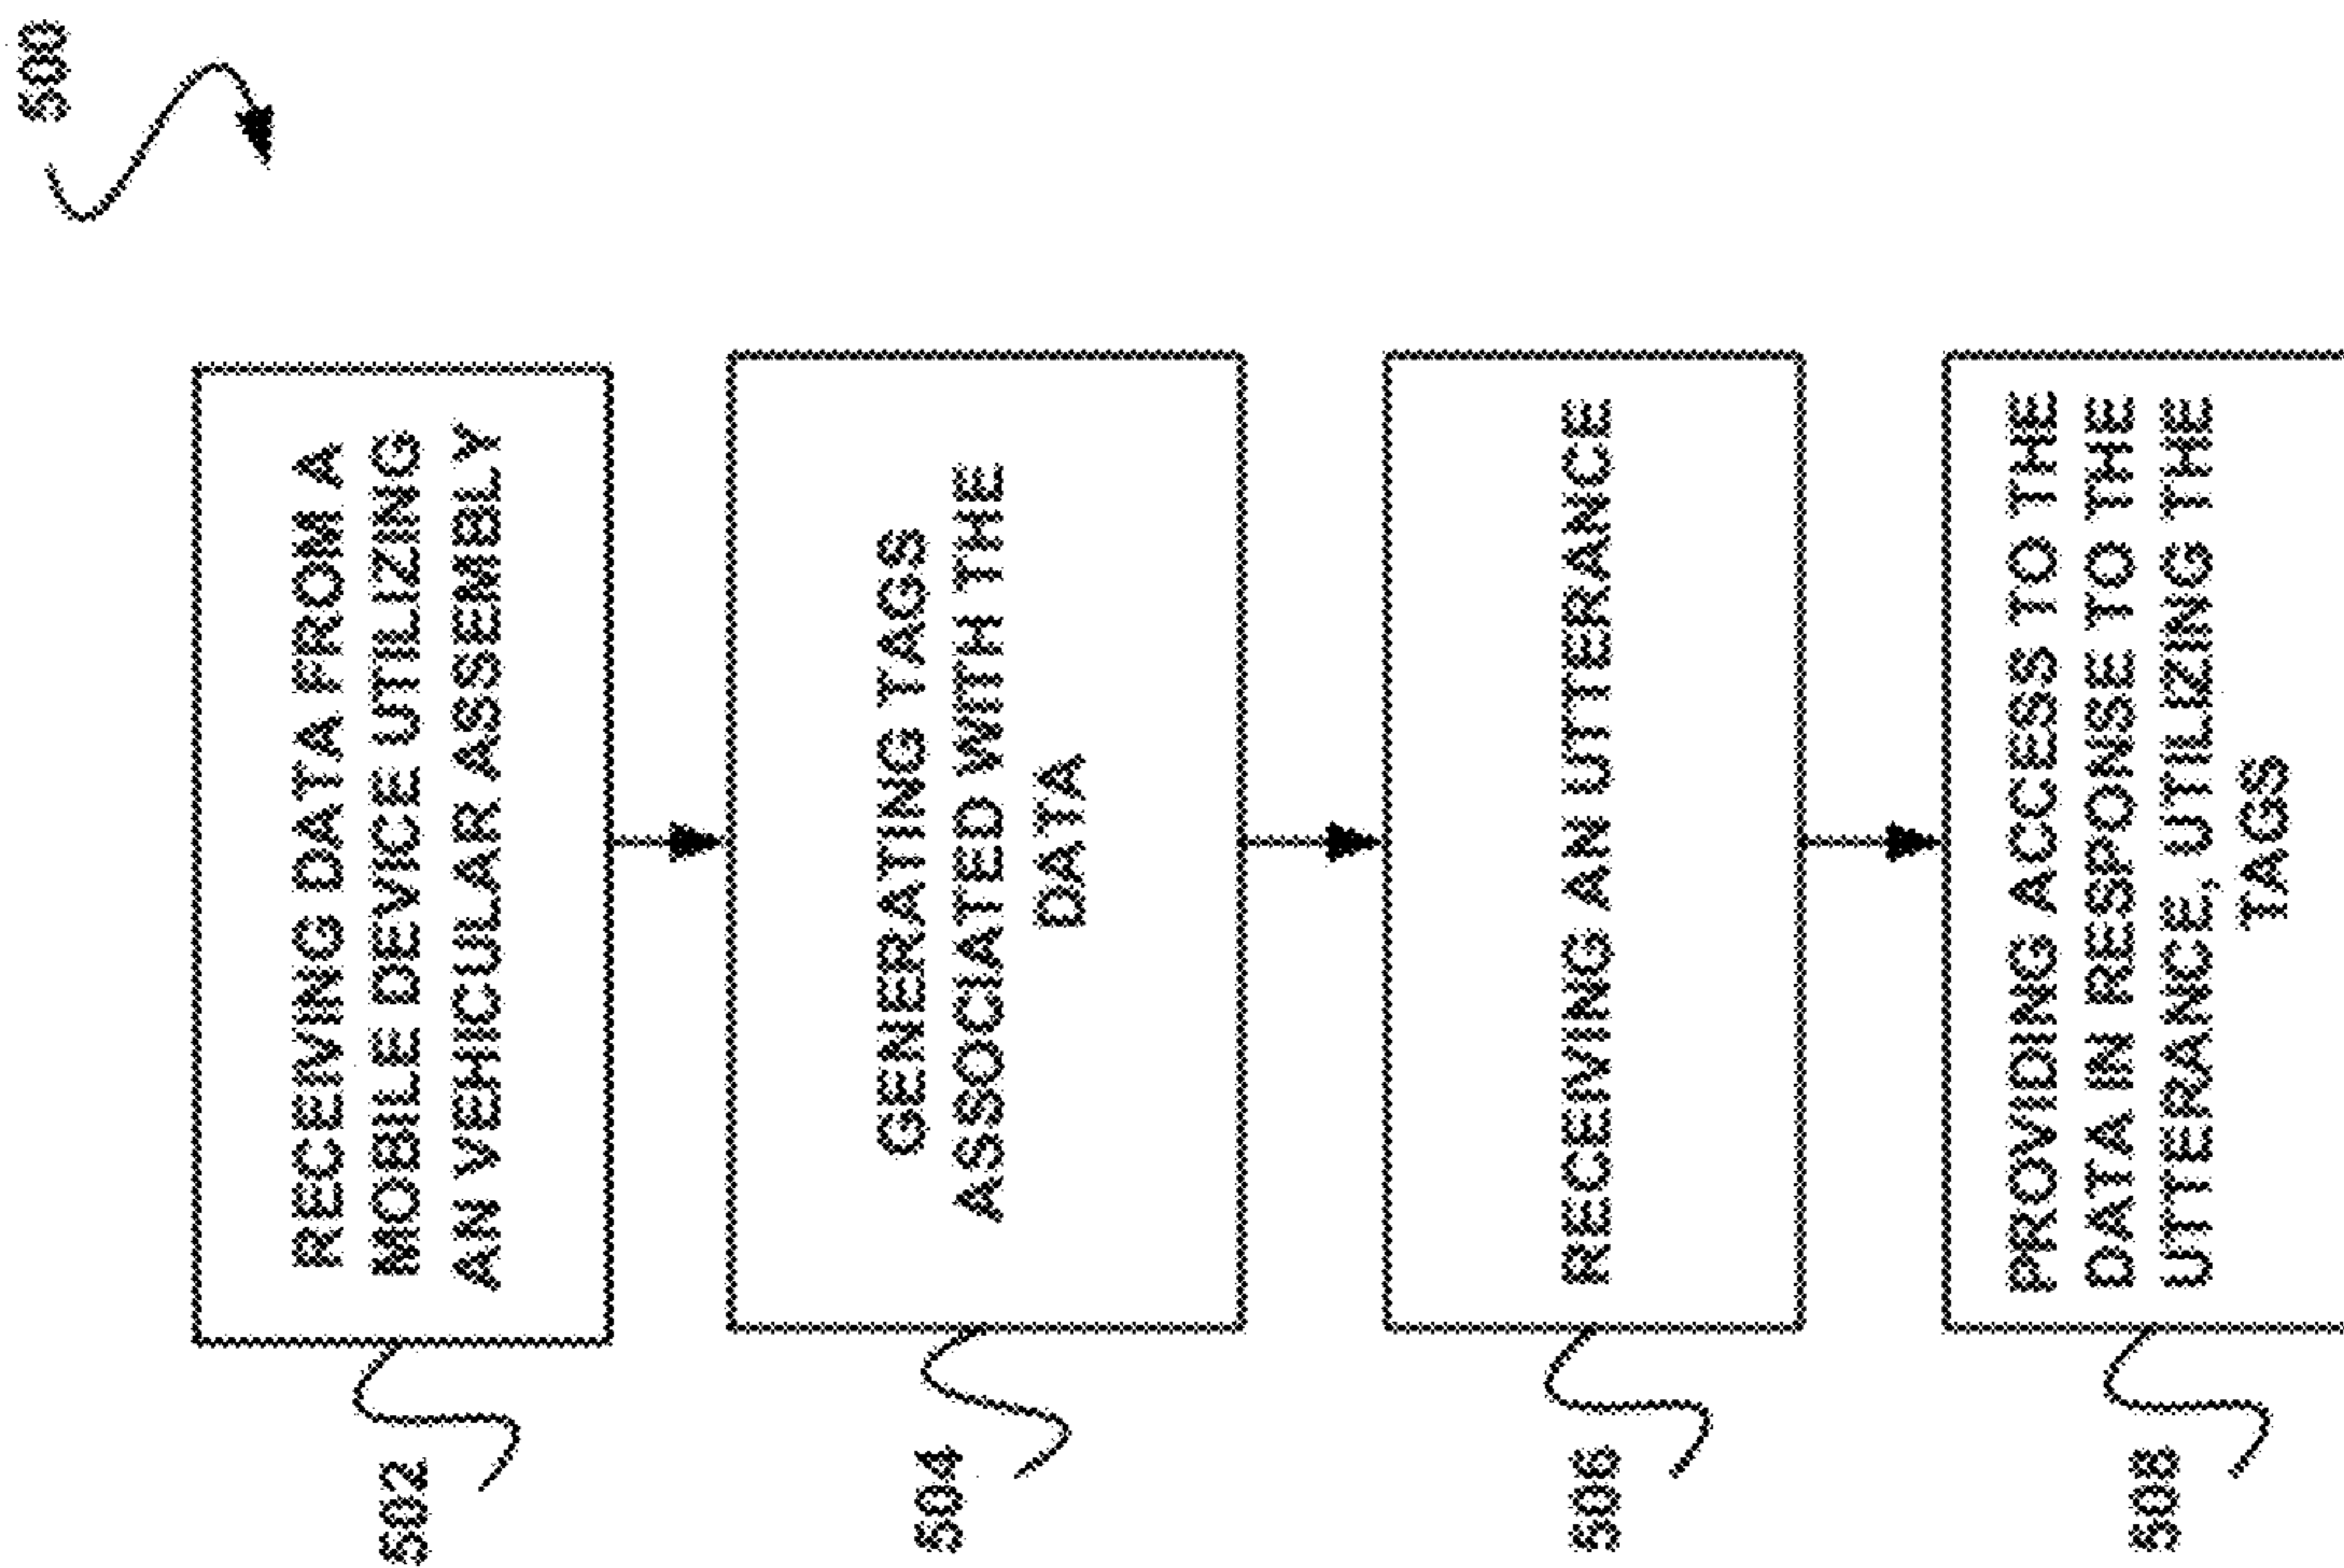 500
502
RECEIVING DATA FROM A
MOBILE DEVICE UTILIZING
AN VEHICULAR ASSEMBLY
504
GENERATING TAGS
ASSOCIATED WITH THE
DATA
506
RECEIVING AN UTTERANCE
508
PROVIDING ACCESS TO THE
DATA IN RESPONSE TO THE
UTTERANCE, UTILIZING THE
TAGS